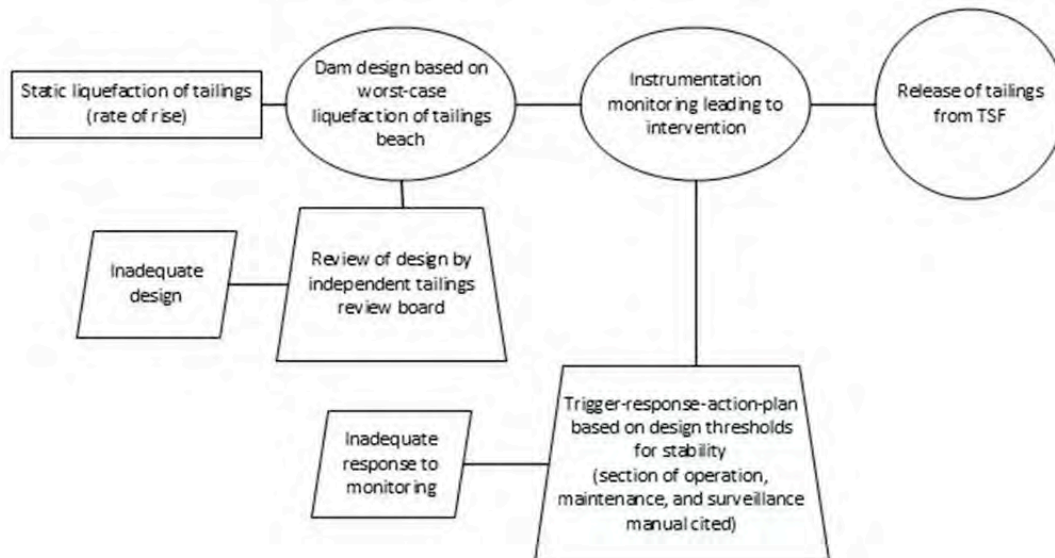 Static liquefaction of tailings
(rate of rise)
Dam design based on
worst-case
liquefaction of tailings
beach
Instrumentation
monitoring leading to
intervention
Release of tailings
from TSF
Inadequate
design
Review of design by
independent tailings
review board
Inadequate
response to
monitoring
Trigger-response-action-plan
based on design thresholds
for stability
(section of operation,
maintenance, and surveillance
manual cited)